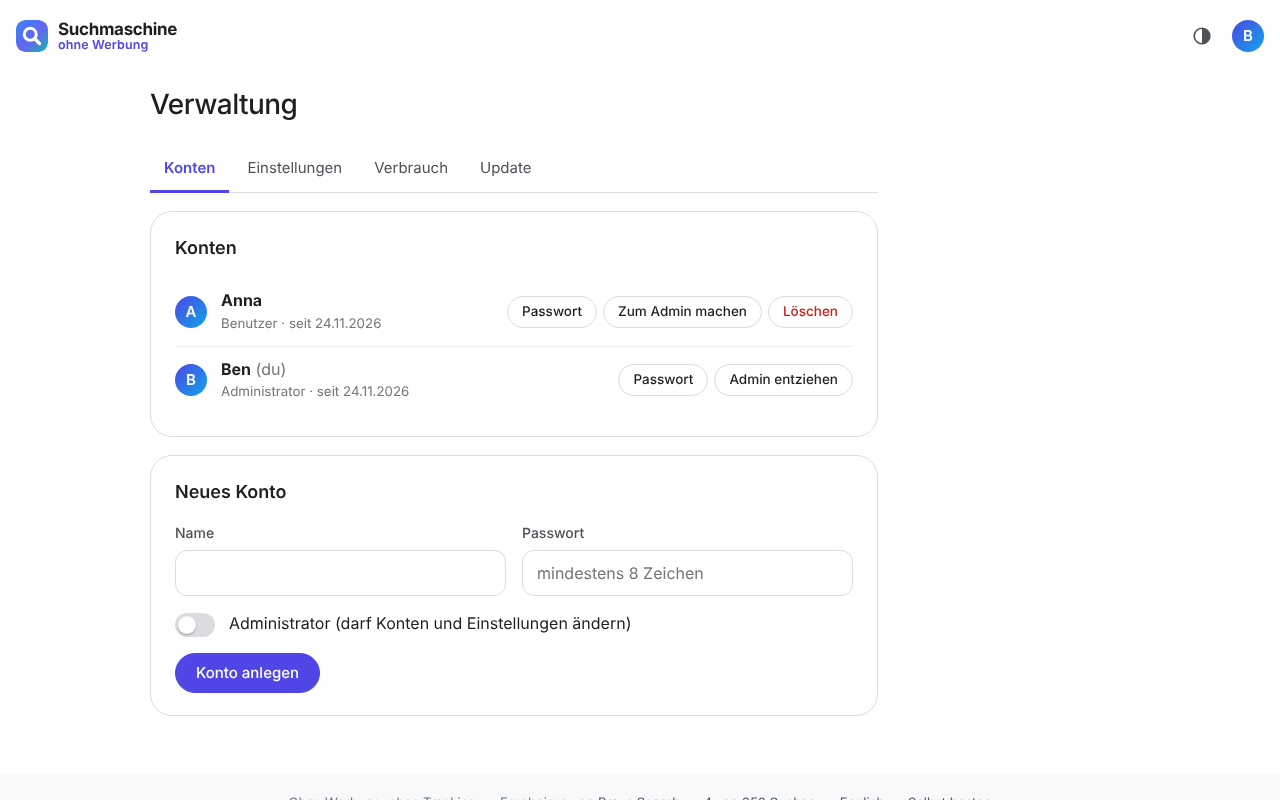 Suchmaschine
ohne Werbung
B
Verwaltung
Konten Einstellungen Verbrauch Update
Konten
A Anna
Benutzer · seit 24.11.2026
Passwort Zum Admin machen Löschen
B Ben (du)
Administrator · seit 24.11.2026
Passwort Admin entziehen
Neues Konto
Name Passwort
mindestens 8 Zeichen
Administrator (darf Konten und Einstellungen ändern)
Konto anlegen